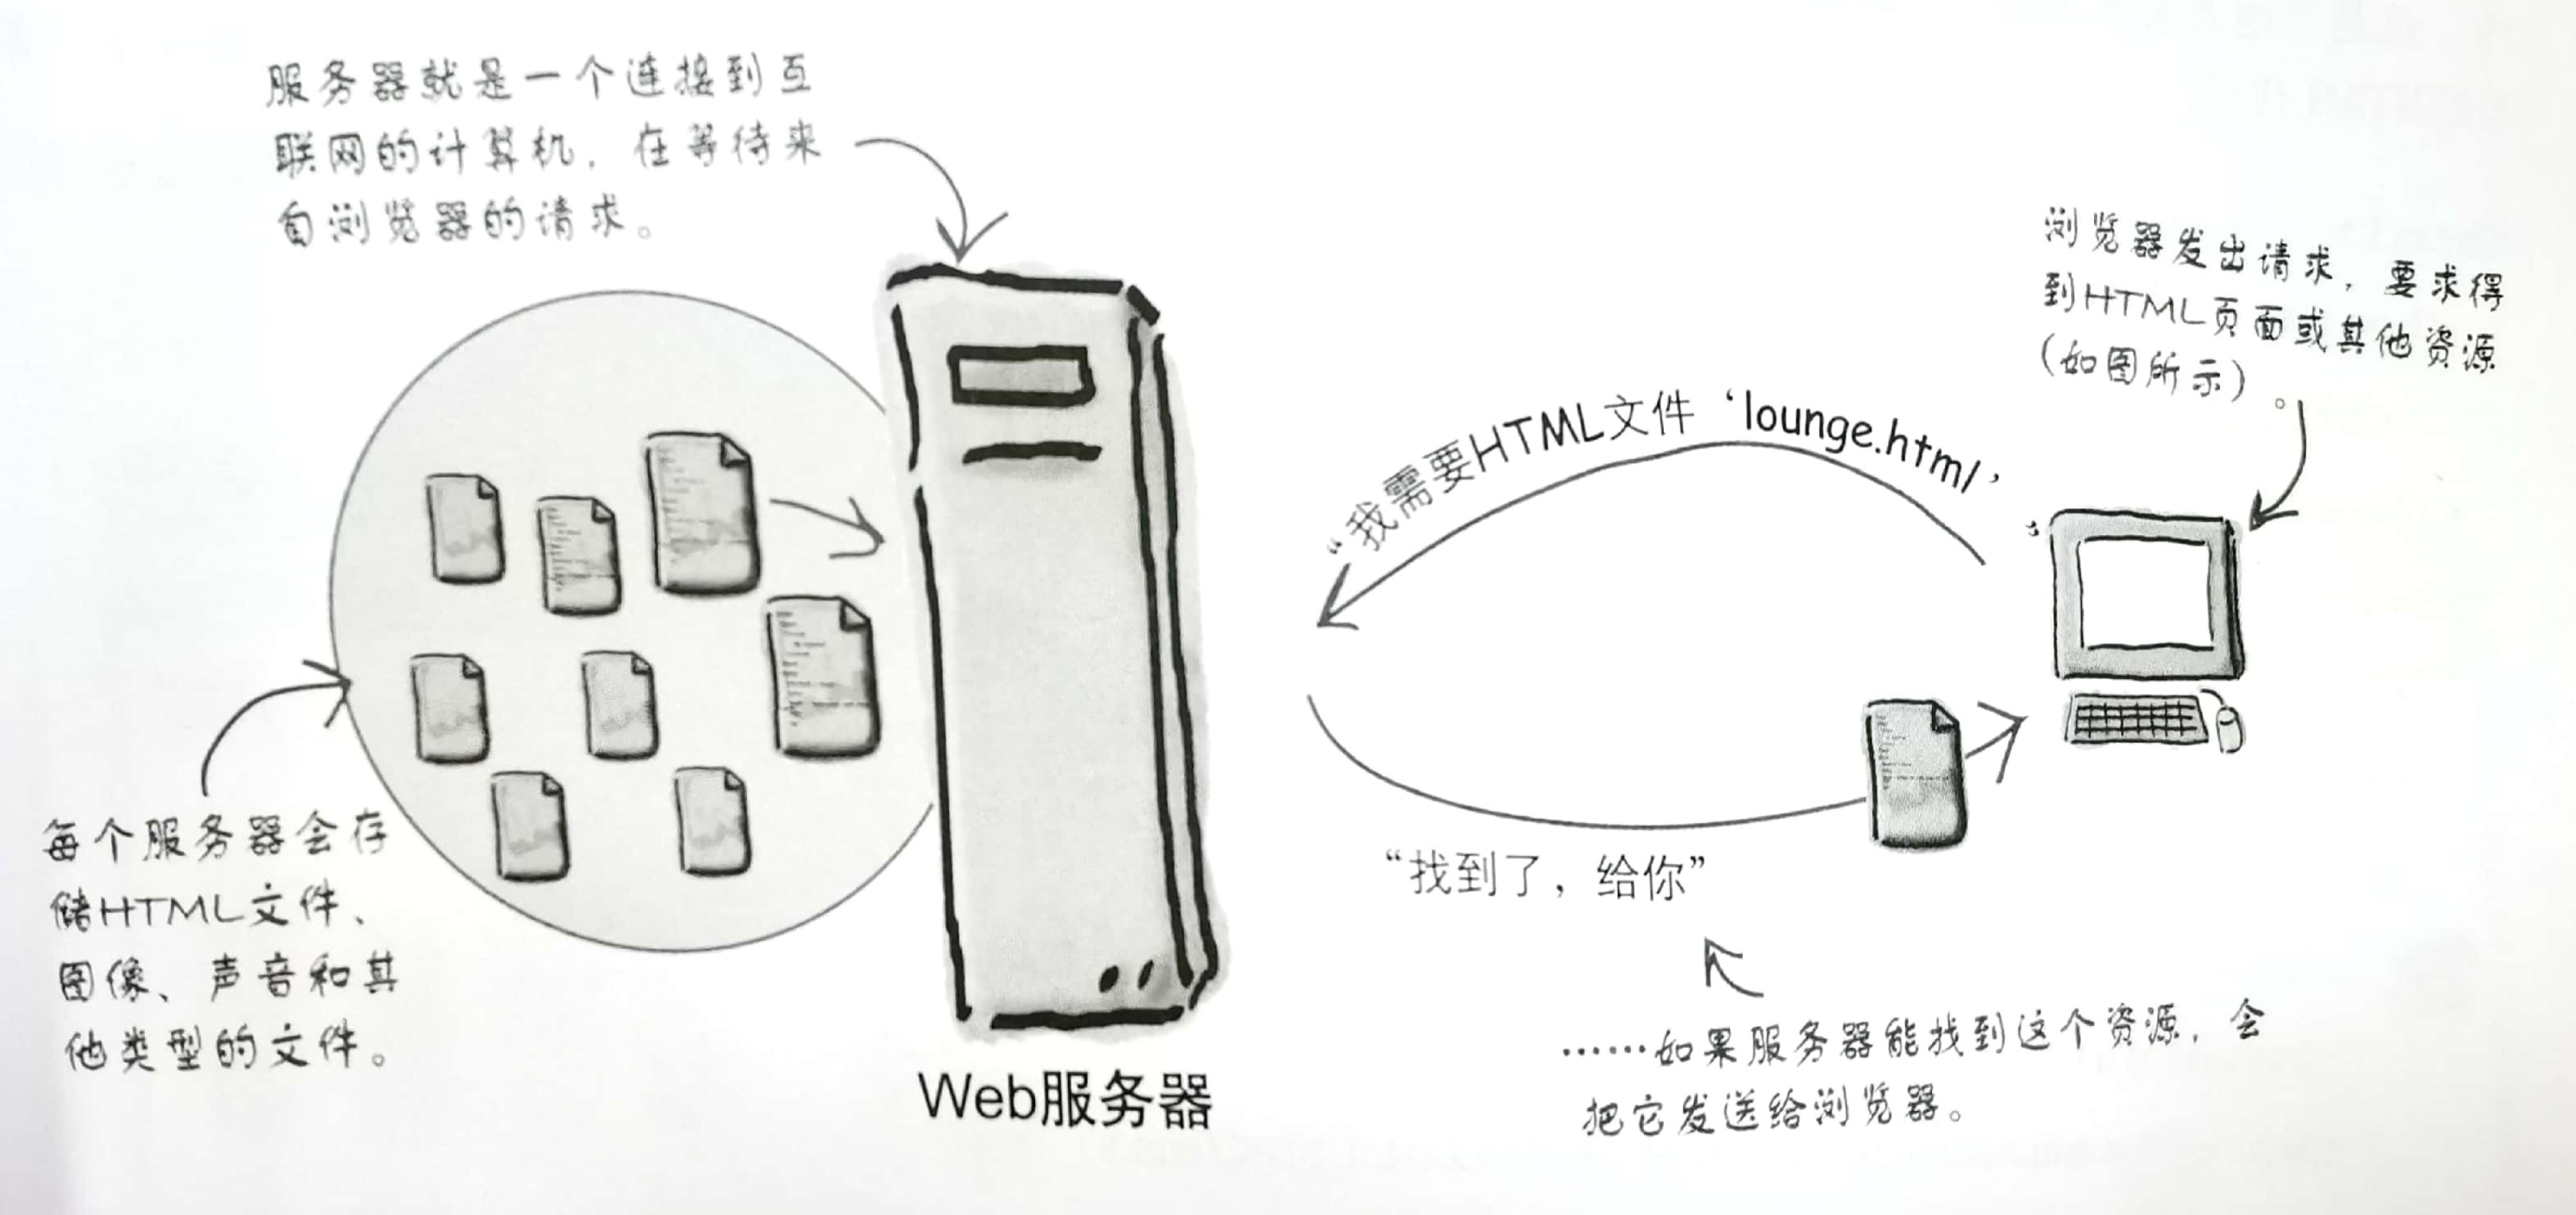 服务器就是一个连接到互
联网的计算机，在等待来
自浏览器的请求。
浏览器发出请求，要求得
到HTML页面或其他资源
（如图所示）。
“我需要HTML文件‘lounge.html’”
每个服务器会存
储HTML文件、
图像、声音和其
他类型的文件。
“找到了，给你”
……如果服务器能找到这个资源，会
把它发送给浏览器。
Web服务器